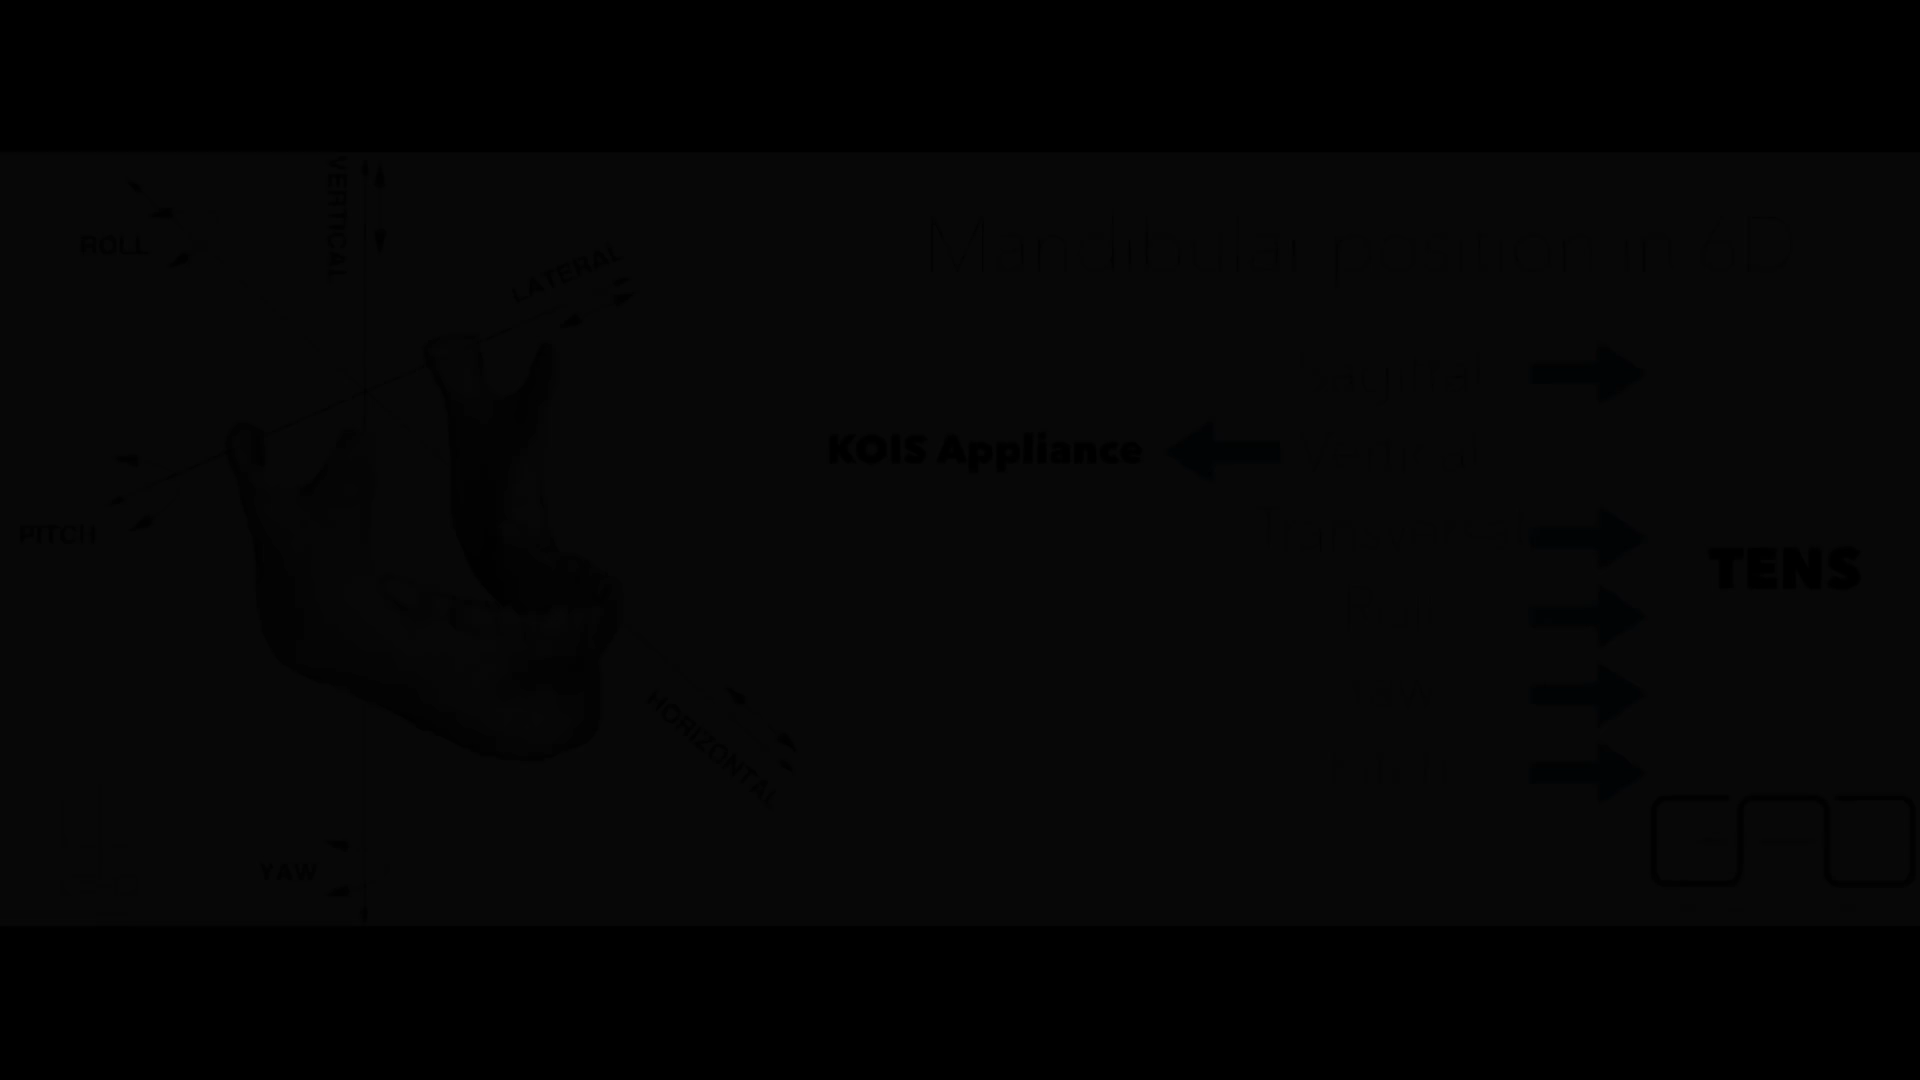 VERTICAL
ROLL
LATERAL
Mandibular position in 6D
Sagittal
KOIS Appliance
Vertical
Transversal
PITCH
TENS
Roll
Yaw
HORIZONTAL
Pitch
YAW